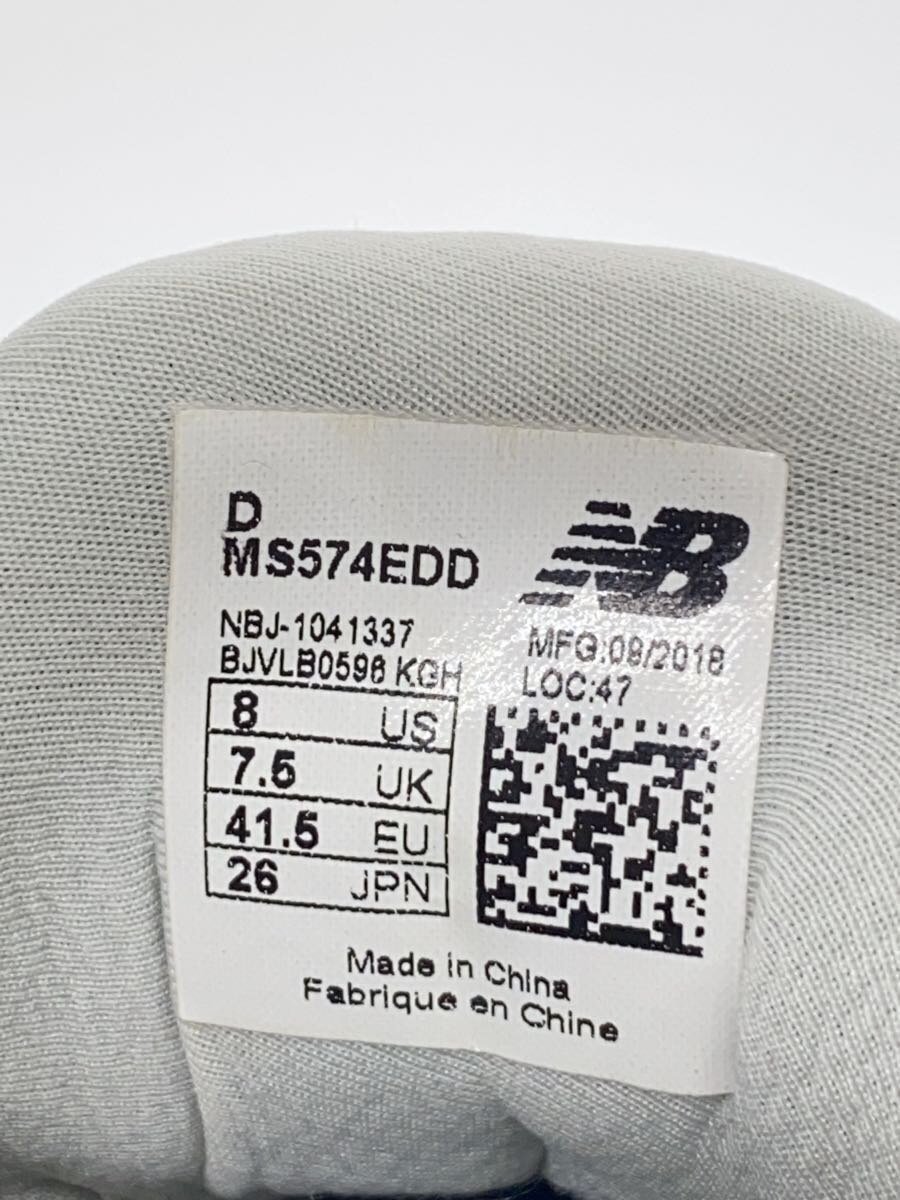 D
MS574EDD
NB
NBJ-1041337
BJVLB0596 KGH
MFG:09/2018
LOC:47
8 US
7.5 UK
41.5 EU
26 JPN
Made in China
Fabrique en Chine